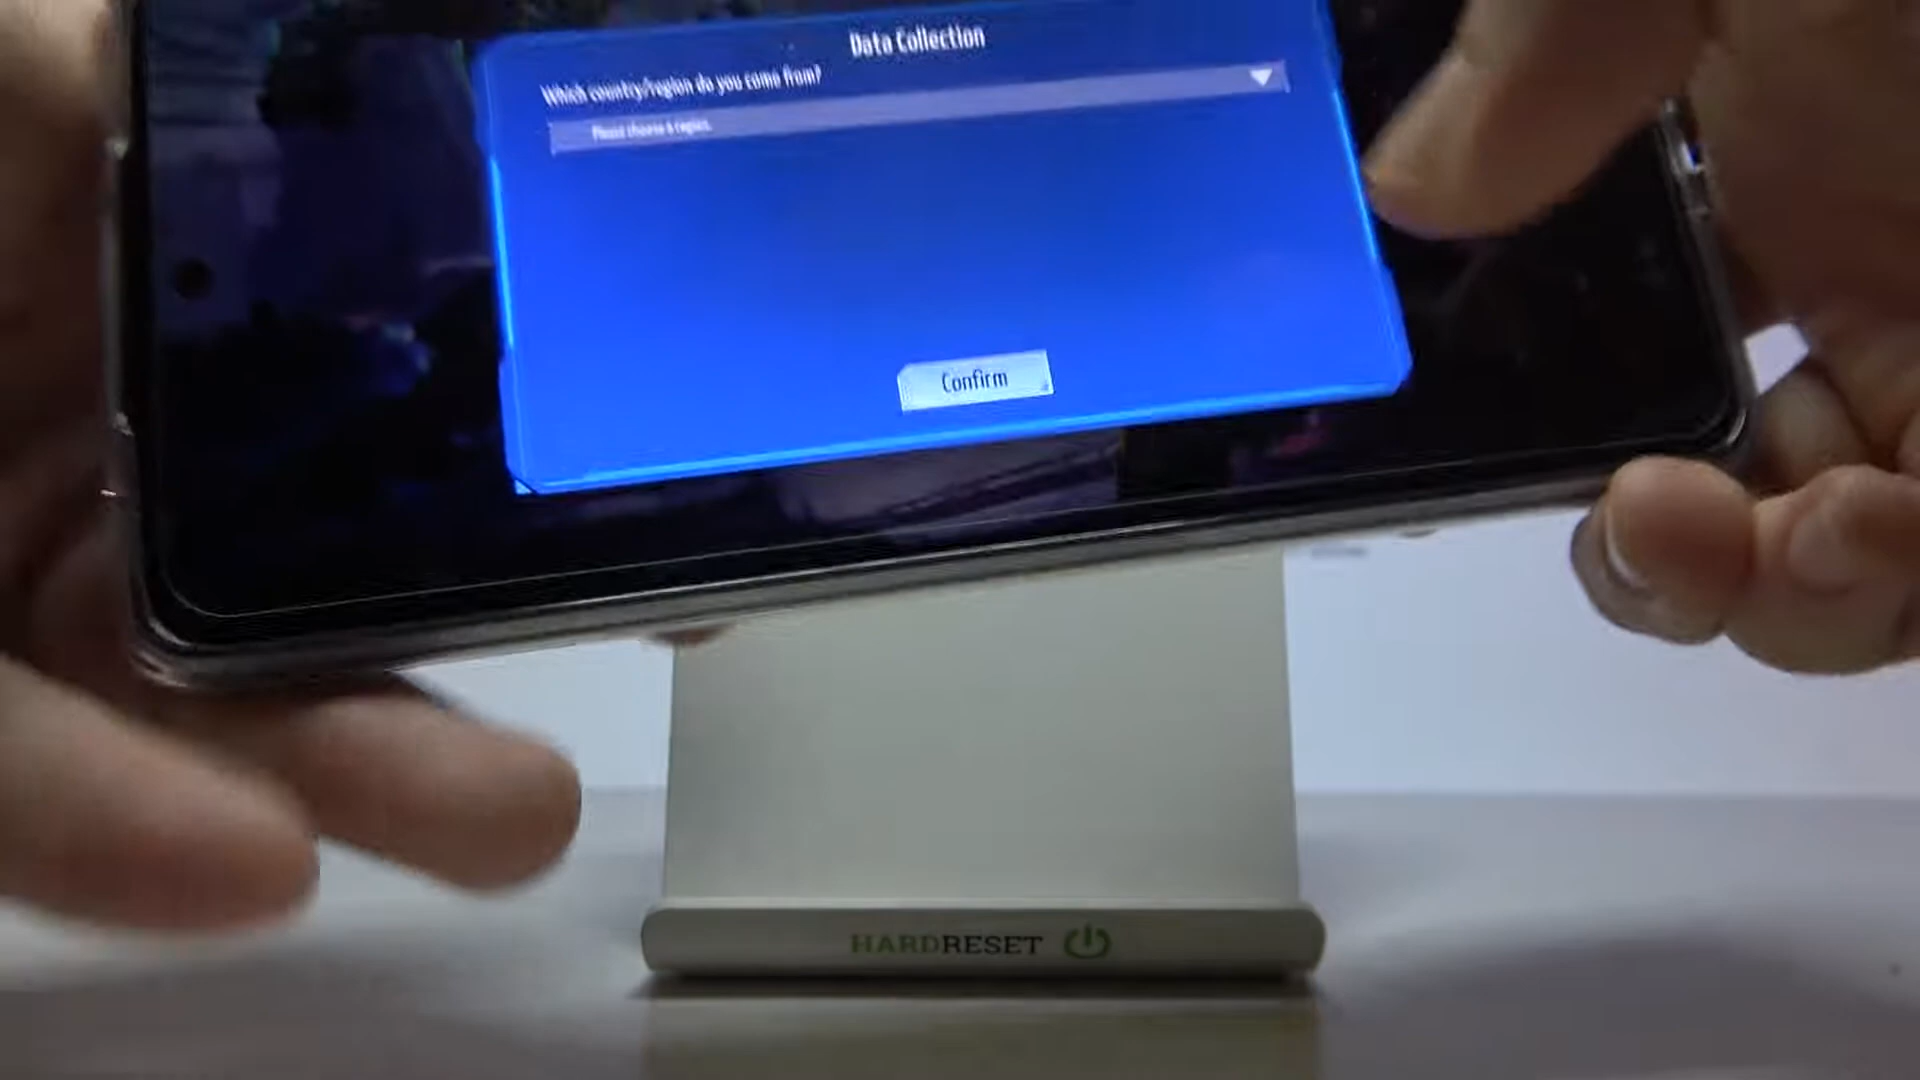 Data Collection
Which country/region do you come from?
Please choose a region.
Confirm
HARDRESET